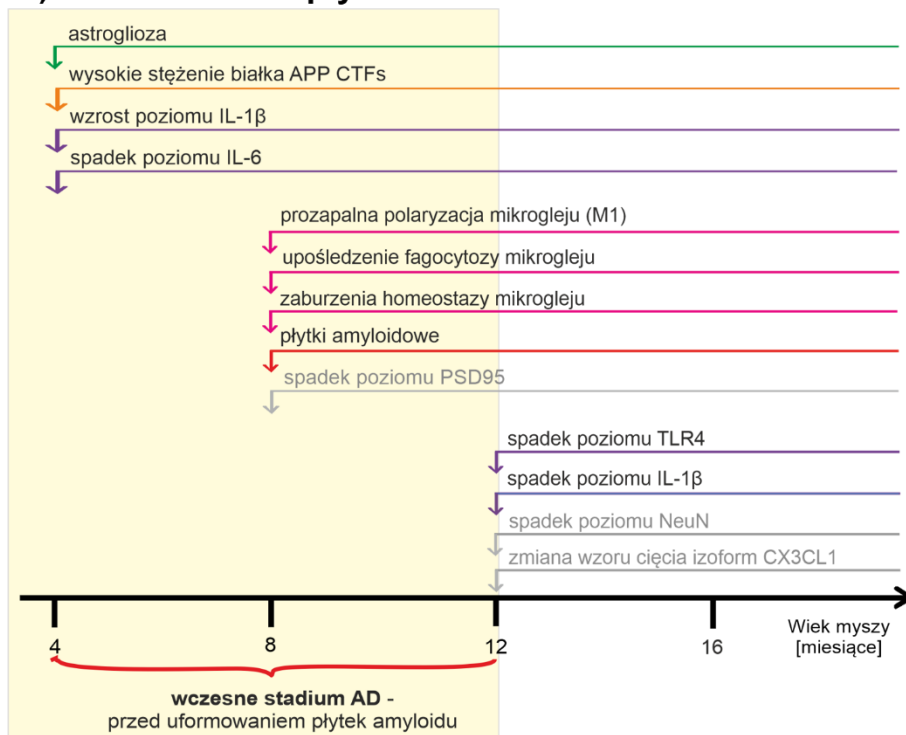 astroglioza
wysokie stężenie białka APP CTFs
wzrost poziomu IL-1β
spadek poziomu IL-6
prozapalna polaryzacja mikrogleju (M1)
upośledzenie fagocytozy mikrogleju
zaburzenia homeostazy mikrogleju
płytki amyloidowe
spadek poziomu PSD95
spadek poziomu TLR4
spadek poziomu IL-1β
spadek poziomu NeuN
zmiana wzoru cięcia izoform CX3CL1
4 8 12 16
Wiek myszy
[miesiące]
wczesne stadium AD -
przed uformowaniem płytek amyloidu